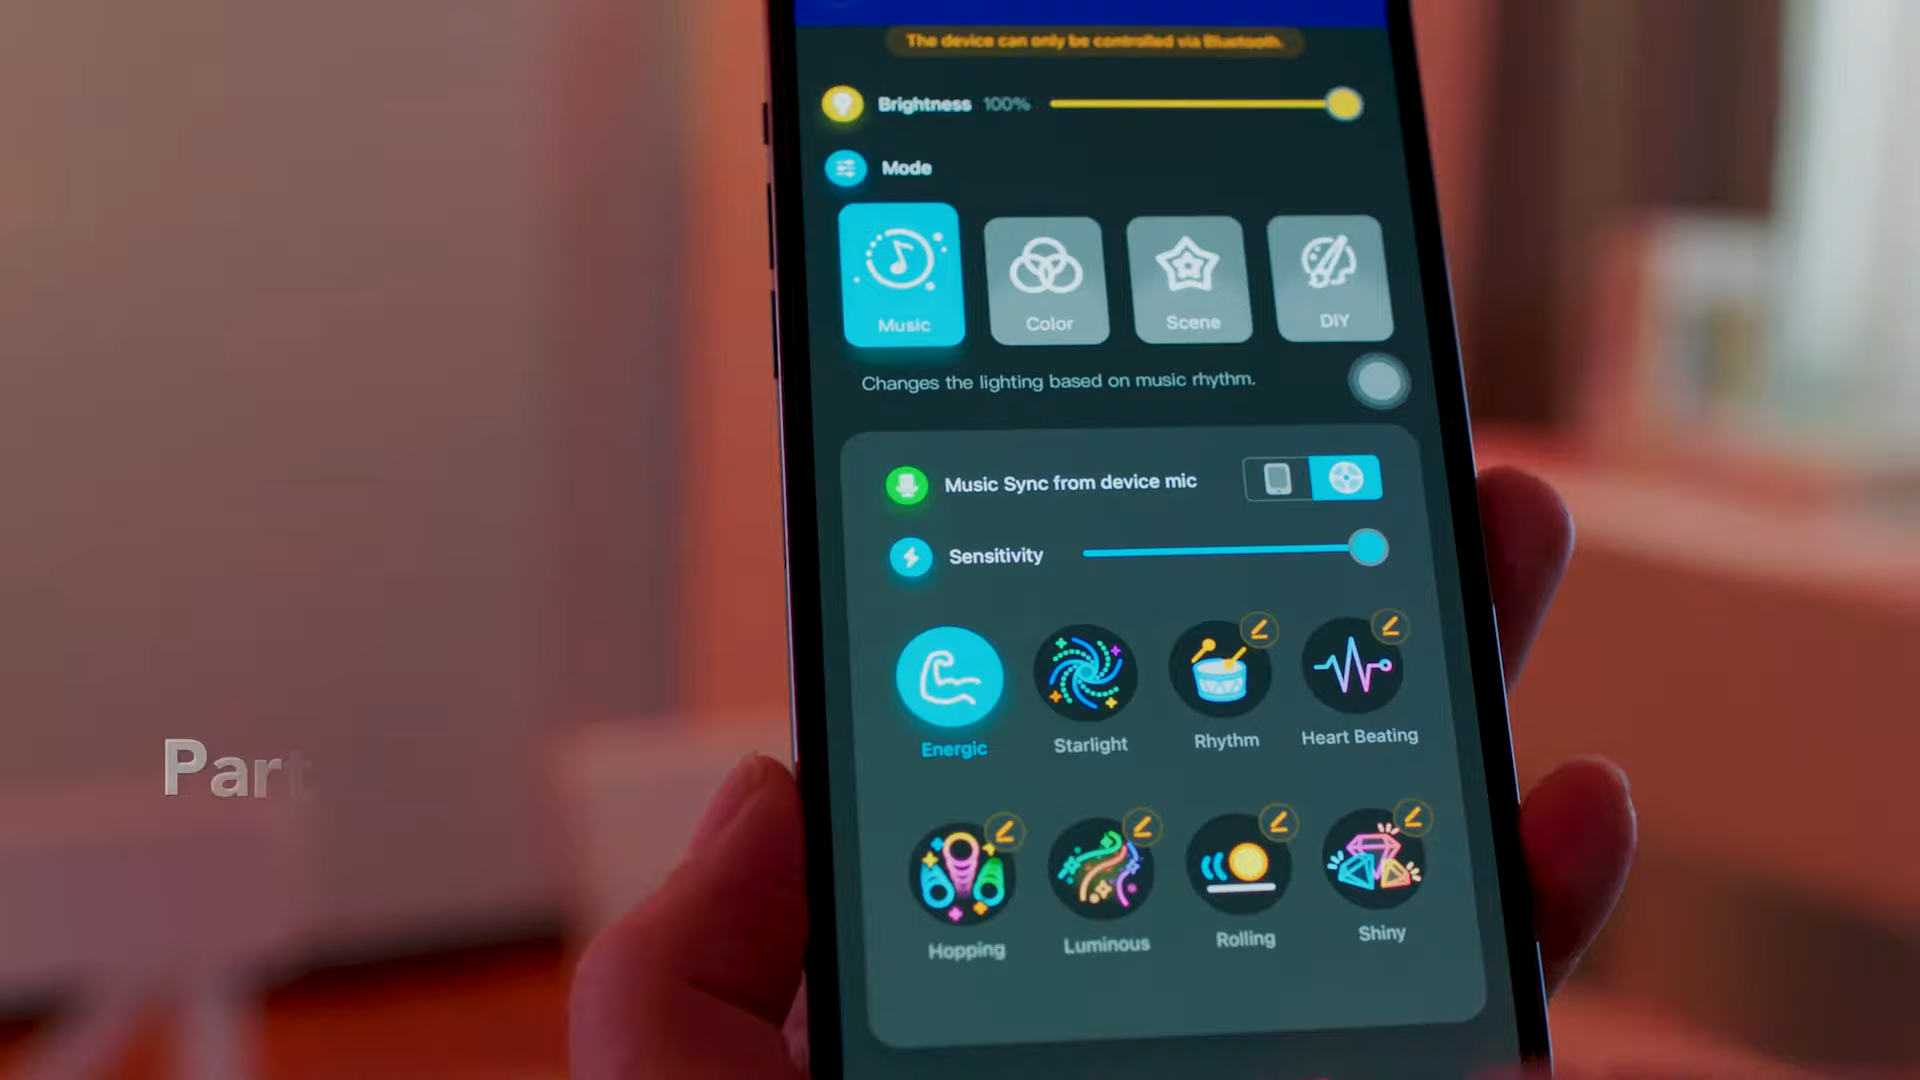 The device can only be controlled via Bluetooth.
Brightness 100%
Mode
Music Color Scene DIY
Changes the lighting based on music rhythm.
Music Sync from device mic
Sensitivity
Energic Starlight Rhythm Heart Beating
Hopping Luminous Rolling Shiny
Part